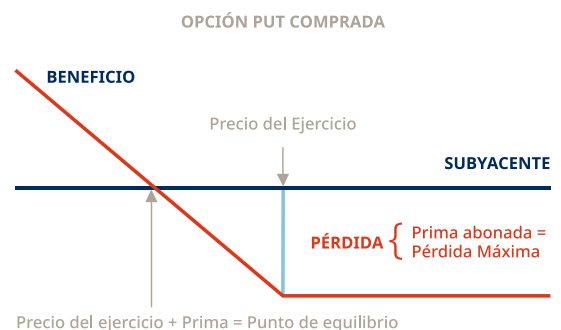 OPCIÓN PUT COMPRADA
BENEFICIO
Precio del Ejercicio
SUBYACENTE
PÉRDIDA
Prima abonada =
Pérdida Máxima
Precio del ejercicio + Prima = Punto de equilibrio